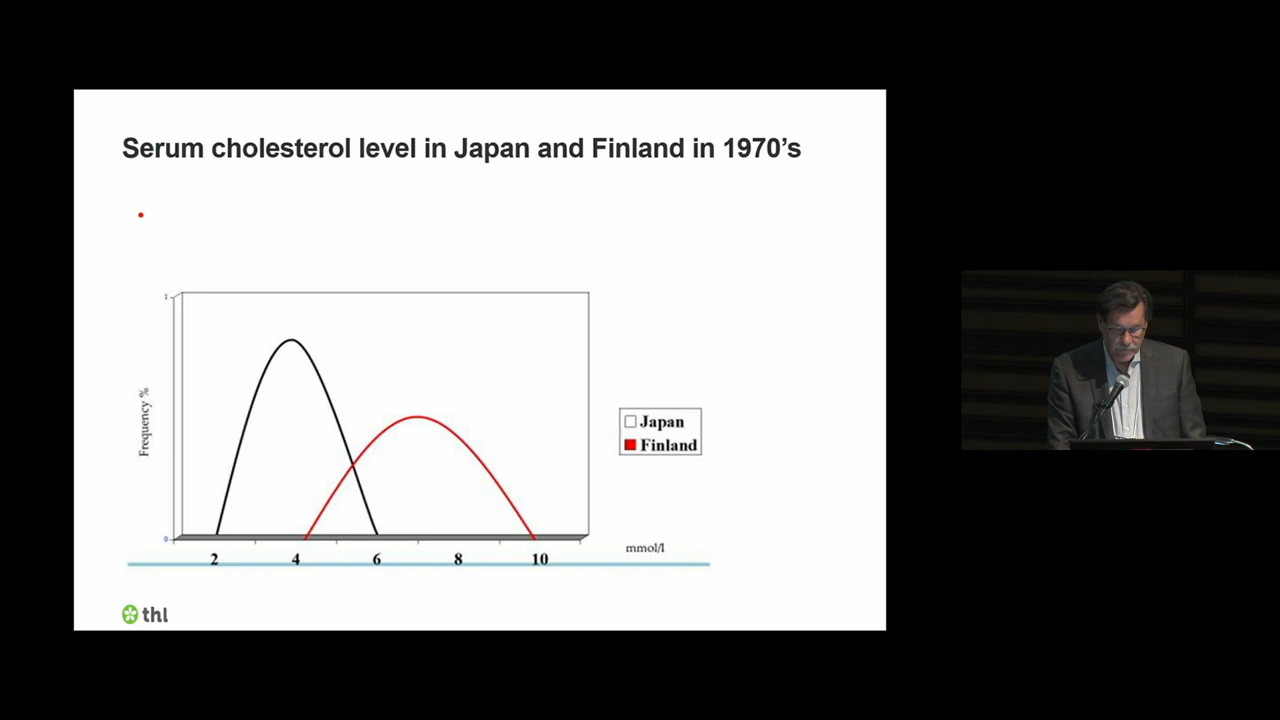 Serum cholesterol level in Japan and Finland in 1970’s
1
Frequency %
Japan
Finland
0
mmol/l
2 4 6 8 10
thl